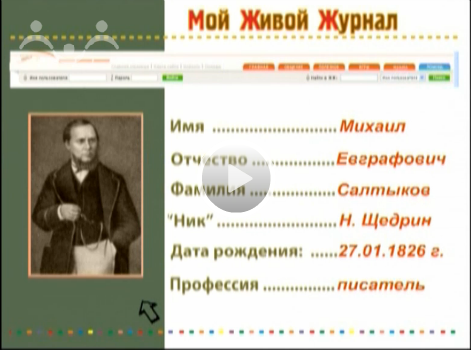 Мой Живой Журнал
Имя .........................Михаил
Отчество ................Евграфович
Фамилия ................Салтыков
"Ник" ......................Н. Щедрин
Дата рождения: ......27.01.1826 г.
Профессия ...............писатель